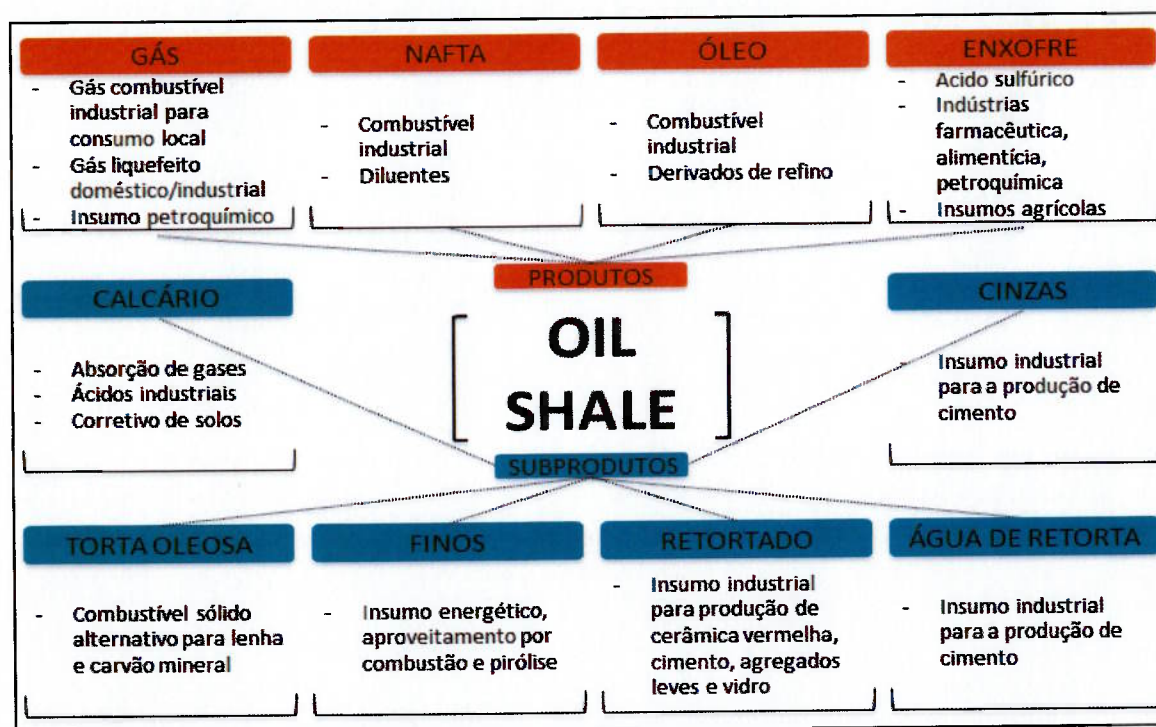 GÁS
- Gás combustível
industrial para
consumo local
- Gás liquefeito
doméstico/industrial
- Insumo petroquímico
NAFTA
- Combustível
industrial
- Diluentes
ÓLEO
- Combustível
industrial
- Derivados de refino
ENXOFRE
- Acido sulfúrico
- Indústrias
farmacêutica,
alimentícia,
petroquímica
- Insumos agrícolas
PRODUTOS
CALCÁRIO
- Absorção de gases
- Ácidos industriais
- Corretivo de solos
OIL
SHALE
CINZAS
- Insumo industrial
para a produção de
cimento
SUBPRODUTOS
TORTA OLEOSA
- Combustível sólido
alternativo para lenha
e carvão mineral
FINOS
- Insumo energético,
aproveitamento por
combustão e pirólise
RETORTADO
- Insumo industrial
para produção de
cerâmica vermelha,
cimento, agregados
leves e vidro
ÁGUA DE RETORTA
- Insumo industrial
para a produção de
cimento